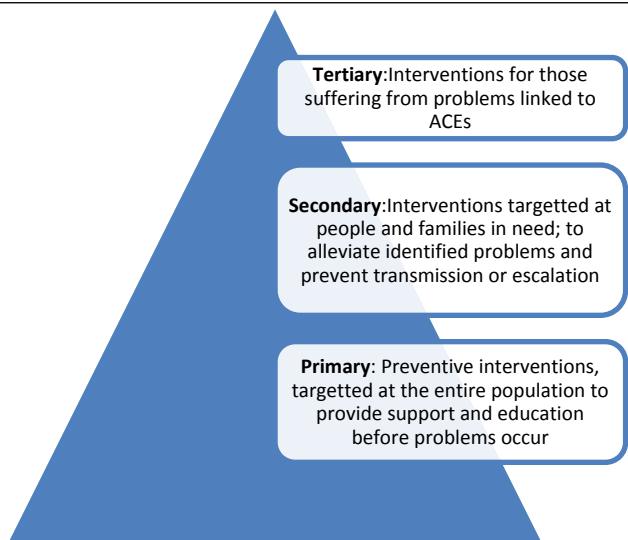 Tertiary:Interventions for those
suffering from problems linked to
ACEs
Secondary:Interventions targetted at
people and families in need; to
alleviate identified problems and
prevent transmission or escalation
Primary: Preventive interventions,
targetted at the entire population to
provide support and education
before problems occur